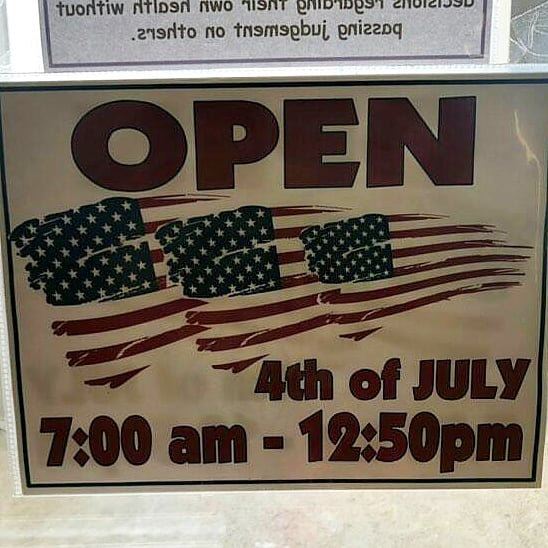 decisions regarding their own health without
passing judgement on others.
OPEN
4th of JULY
7:00 am - 12:50pm